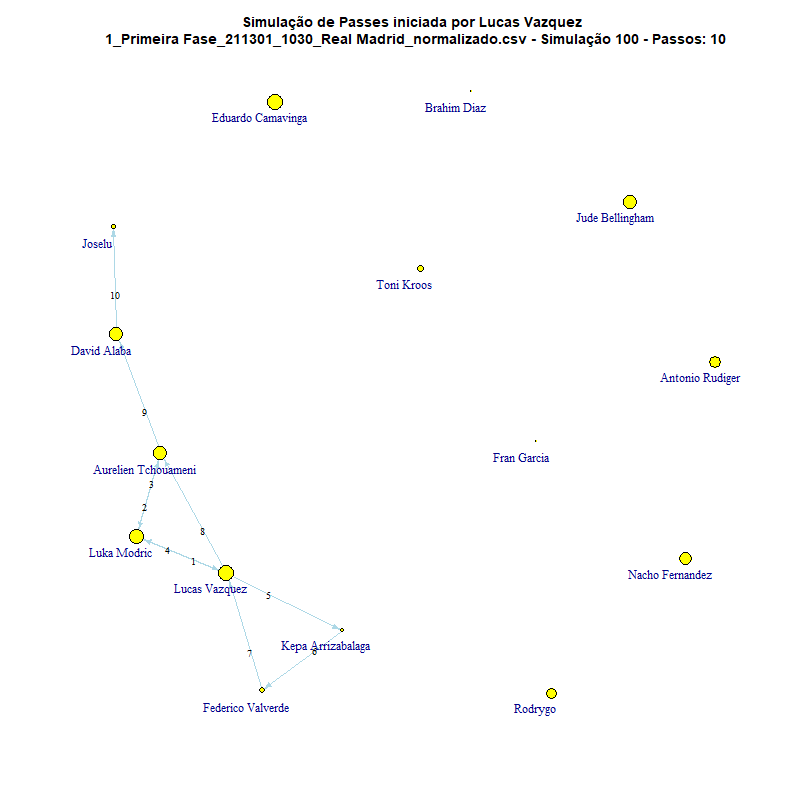 Simulação de Passes iniciada por Lucas Vazquez
1_Primeira Fase_211301_1030_Real Madrid_normalizado.csv - Simulação 100 - Passos: 10
Brahim Diaz
Eduardo Camavinga
Jude Bellingham
Joselu
Toni Kroos
10
David Alaba
Antonio Rudiger
9
Fran Garcia
Aurelien Tchouameni
3
2
8
Luka Modric
4
1
Nacho Fernandez
Lucas Vazquez
5
Kepa Arrizabalaga
6
7
Federico Valverde
Rodrygo